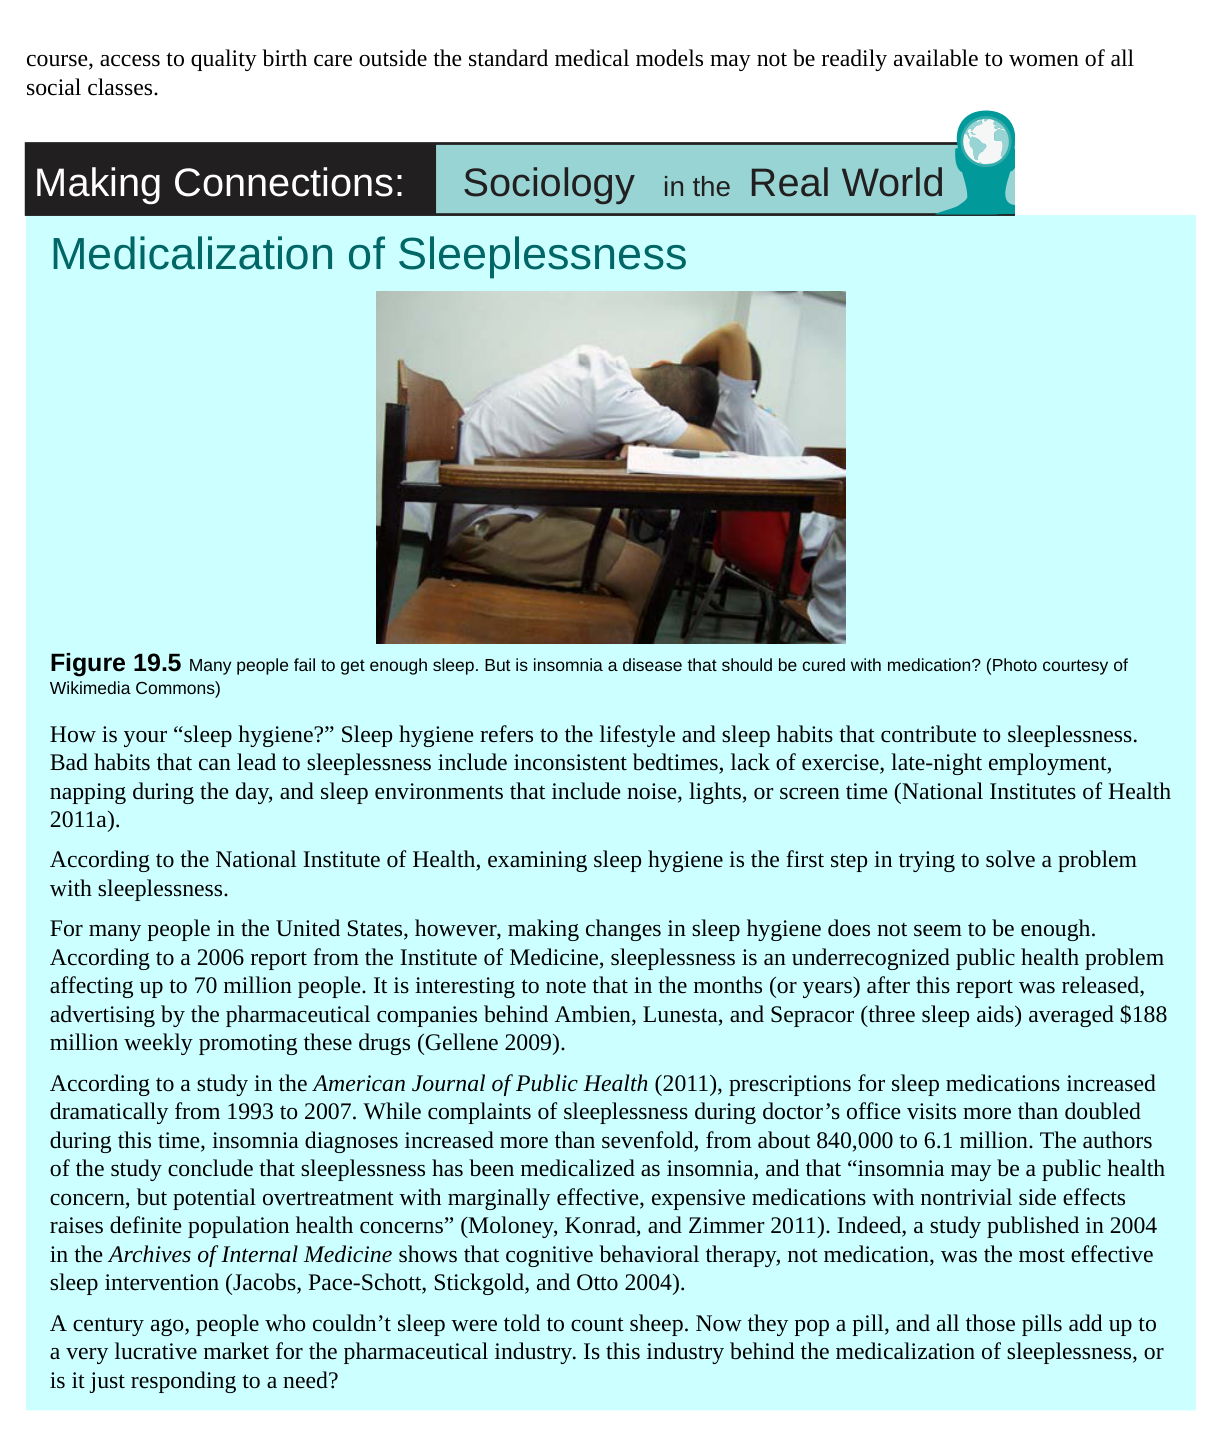 course, access to quality birth care outside the standard medical models may not be readily available to women of all
social classes.
Making Connections: Sociology in the Real World
Medicalization of Sleeplessness
Figure 19.5 Many people fail to get enough sleep. But is insomnia a disease that should be cured with medication? (Photo courtesy of
Wikimedia Commons)
How is your “sleep hygiene?” Sleep hygiene refers to the lifestyle and sleep habits that contribute to sleeplessness.
Bad habits that can lead to sleeplessness include inconsistent bedtimes, lack of exercise, late-night employment,
napping during the day, and sleep environments that include noise, lights, or screen time (National Institutes of Health
2011a).
According to the National Institute of Health, examining sleep hygiene is the first step in trying to solve a problem
with sleeplessness.
For many people in the United States, however, making changes in sleep hygiene does not seem to be enough.
According to a 2006 report from the Institute of Medicine, sleeplessness is an underrecognized public health problem
affecting up to 70 million people. It is interesting to note that in the months (or years) after this report was released,
advertising by the pharmaceutical companies behind Ambien, Lunesta, and Sepracor (three sleep aids) averaged $188
million weekly promoting these drugs (Gellene 2009).
According to a study in the American Journal of Public Health (2011), prescriptions for sleep medications increased
dramatically from 1993 to 2007. While complaints of sleeplessness during doctor’s office visits more than doubled
during this time, insomnia diagnoses increased more than sevenfold, from about 840,000 to 6.1 million. The authors
of the study conclude that sleeplessness has been medicalized as insomnia, and that “insomnia may be a public health
concern, but potential overtreatment with marginally effective, expensive medications with nontrivial side effects
raises definite population health concerns” (Moloney, Konrad, and Zimmer 2011). Indeed, a study published in 2004
in the Archives of Internal Medicine shows that cognitive behavioral therapy, not medication, was the most effective
sleep intervention (Jacobs, Pace-Schott, Stickgold, and Otto 2004).
A century ago, people who couldn’t sleep were told to count sheep. Now they pop a pill, and all those pills add up to
a very lucrative market for the pharmaceutical industry. Is this industry behind the medicalization of sleeplessness, or
is it just responding to a need?